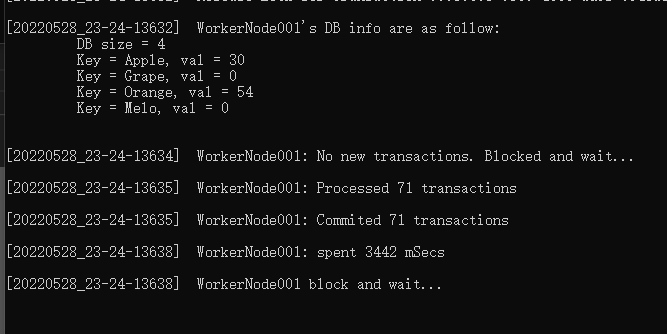 [20220528_23-24-13632] WorkerNode001's DB info are as follow:
DB size = 4
Key = Apple, val = 30
Key = Grape, val = 0
Key = Orange, val = 54
Key = Melo, val = 0
[20220528_23-24-13634] WorkerNode001: No new transactions. Blocked and wait...
[20220528_23-24-13635] WorkerNode001: Processed 71 transactions
[20220528_23-24-13635] WorkerNode001: Commited 71 transactions
[20220528_23-24-13638] WorkerNode001: spent 3442 mSecs
[20220528_23-24-13638] WorkerNode001 block and wait...